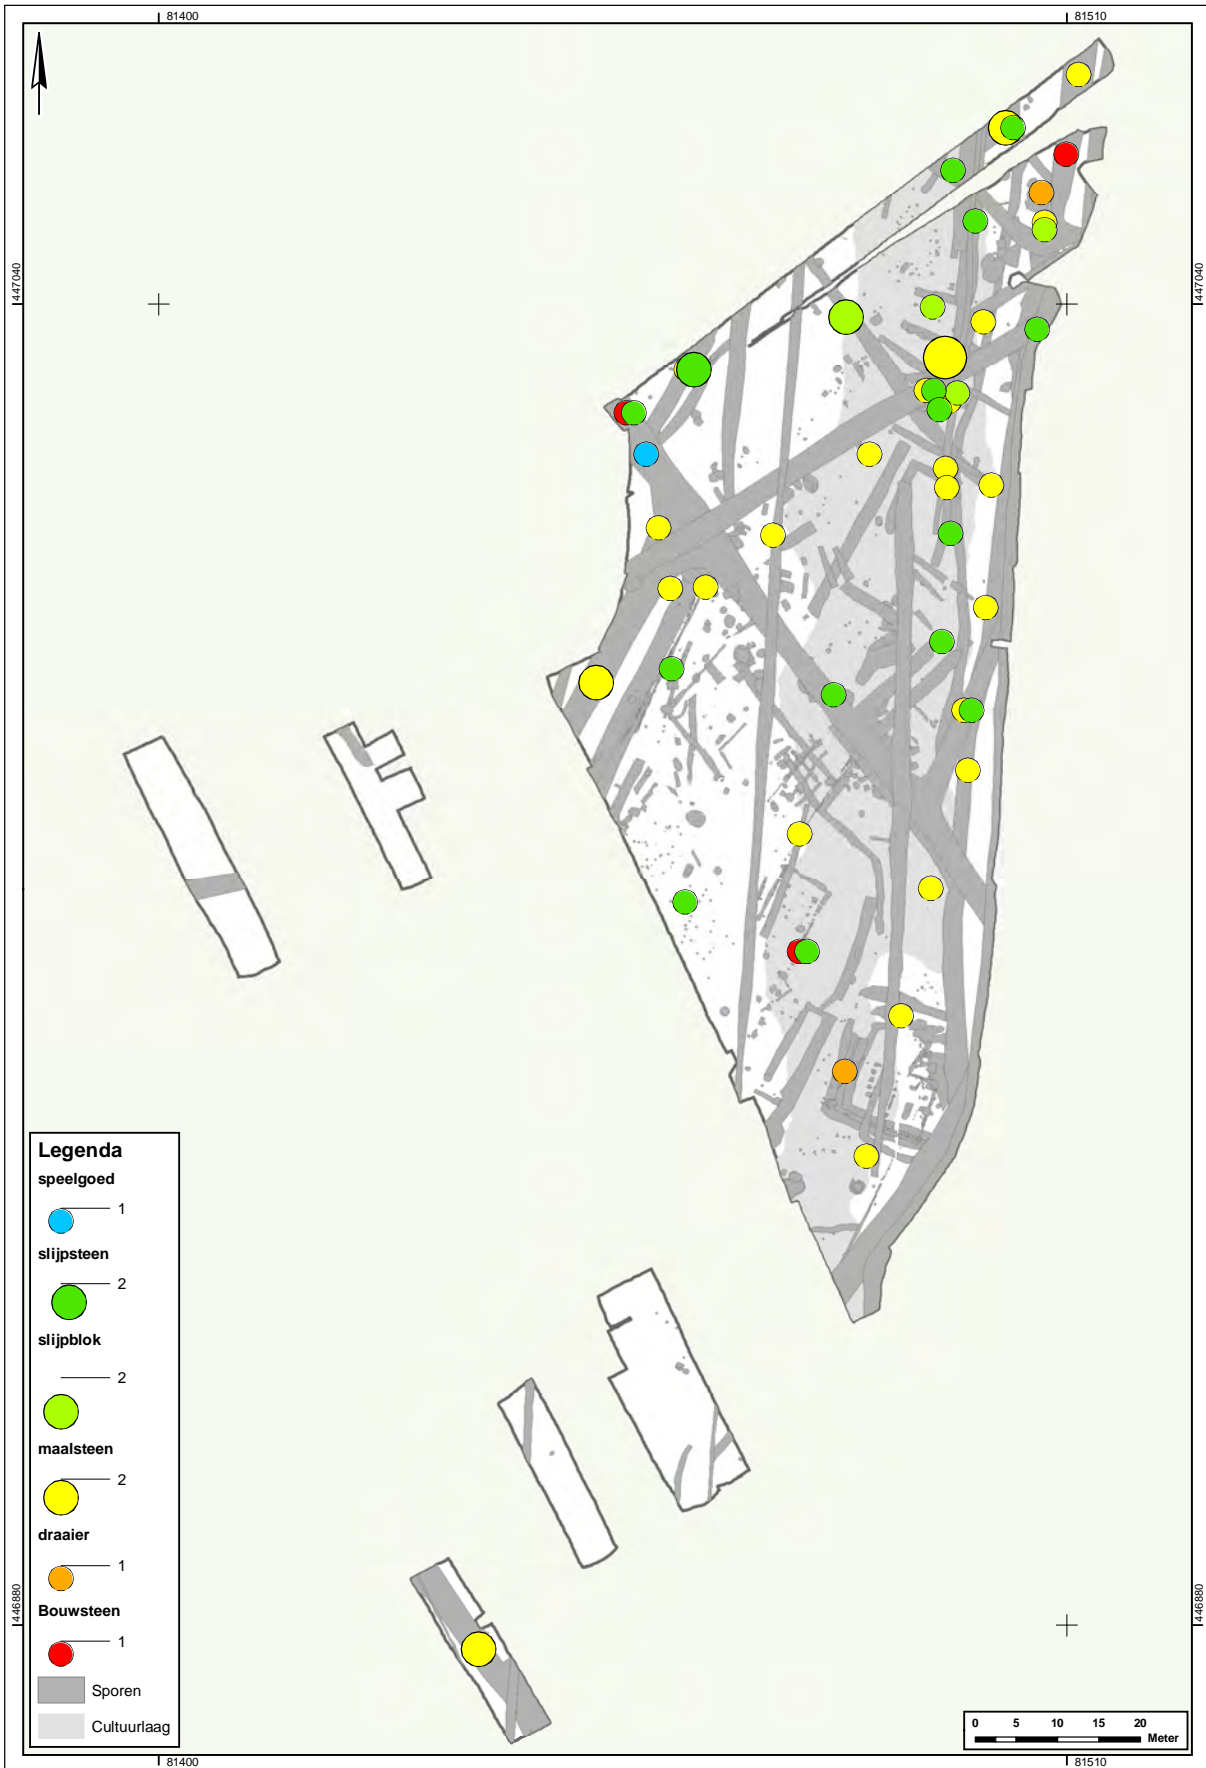 81400
81510
447040
447040
Legenda
speelgoed
1
slijpsteen
2
slijpblok
2
maalsteen
2
draaier
1
Bouwsteen
1
Sporen
Cultuurlaag
446880
446880
0 5 10 15 20
Meter
81400
81510